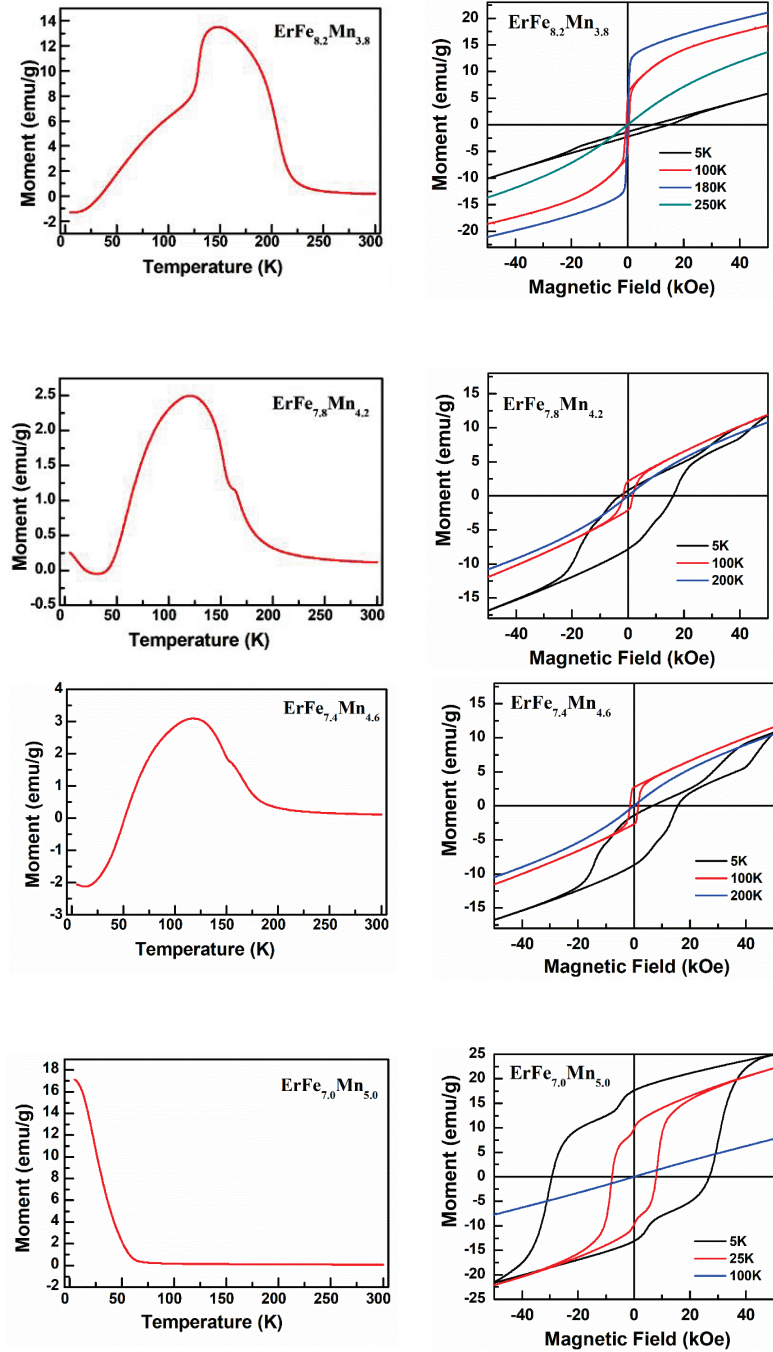 ErFe8.2Mn3.8
14
12
10
8
6
4
2
0
-2
Moment (emu/g)
0 50 100 150 200 250 300
Temperature (K)
ErFe8.2Mn3.8
20
15
10
5
0
-5
-10
-15
-20
Moment (emu/g)
5K
100K
180K
250K
-40 -20 0 20 40
Magnetic Field (kOe)
ErFe7.8Mn4.2
2.5
2.0
1.5
1.0
0.5
0.0
-0.5
Moment (emu/g)
0 50 100 150 200 250 300
Temperature (K)
ErFe7.8Mn4.2
15
10
5
0
-5
-10
-15
Moment (emu/g)
5K
100K
200K
-40 -20 0 20 40
Magnetic Field (kOe)
ErFe7.4Mn4.6
4
3
2
1
0
-1
-2
-3
Moment (emu/g)
0 50 100 150 200 250 300
Temperature (K)
ErFe7.4Mn4.6
15
10
5
0
-5
-10
-15
Moment (emu/g)
5K
100K
200K
-40 -20 0 20 40
Magnetic Field (kOe)
ErFe7.0Mn5.0
18
16
14
12
10
8
6
4
2
0
-2
Moment (emu/g)
0 50 100 150 200 250 300
Temperature (K)
ErFe7.0Mn5.0
25
20
15
10
5
0
-5
-10
-15
-20
-25
Moment (emu/g)
5K
25K
100K
-40 -20 0 20 40
Magnetic Field (kOe)